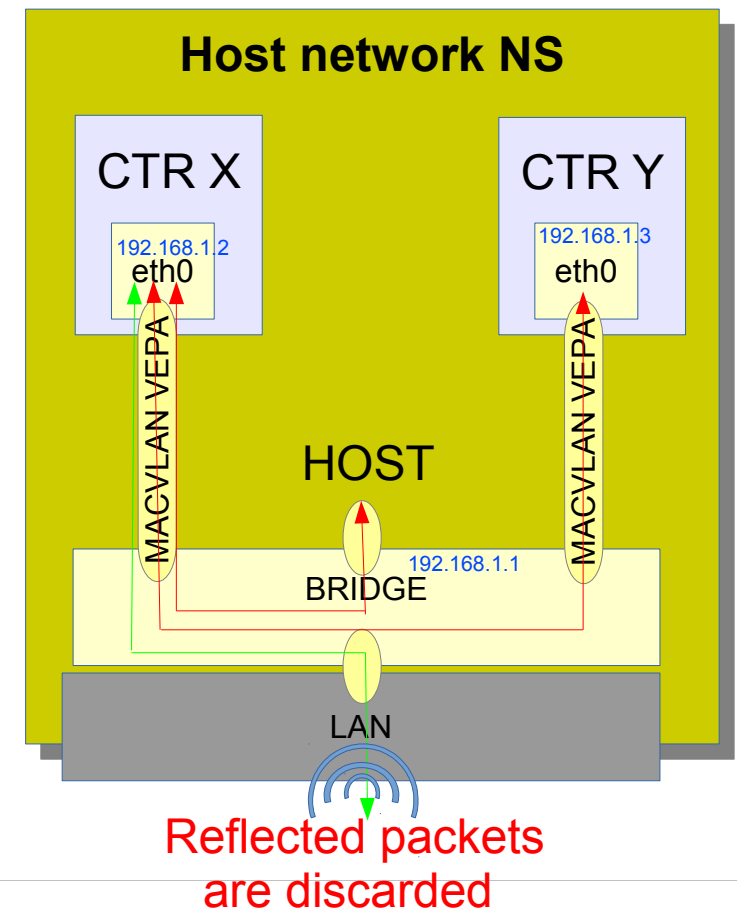 Host network NS
CTR X
CTR Y
192.168.1.2
eth0
192.168.1.3
eth0
MACVLAN VEPA
MACVLAN VEPA
HOST
192.168.1.1
BRIDGE
LAN
Reflected packets
are discarded